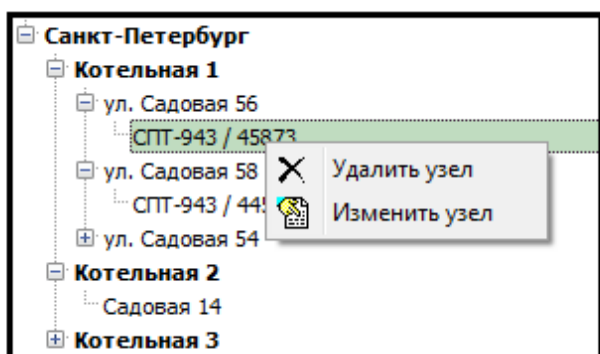 Санкт-Петербург
Котельная 1
ул. Садовая 56
СПТ-943 / 45873
ул. Садовая 58
Удалить узел
СПТ-943 / 44
Изменить узел
ул. Садовая 54
Котельная 2
Садовая 14
Котельная 3